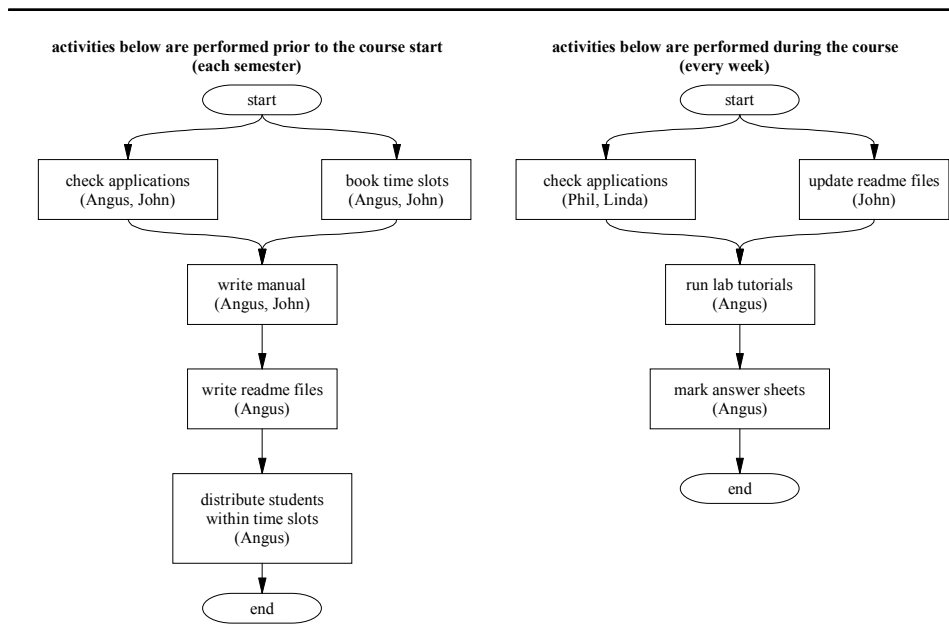 activities below are performed prior to the course start
(each semester)
start
check applications
(Angus, John)
book time slots
(Angus, John)
write manual
(Angus, John)
write readme files
(Angus)
distribute students
within time slots
(Angus)
end
activities below are performed during the course
(every week)
start
check applications
(Phil, Linda)
update readme files
(John)
run lab tutorials
(Angus)
mark answer sheets
(Angus)
end